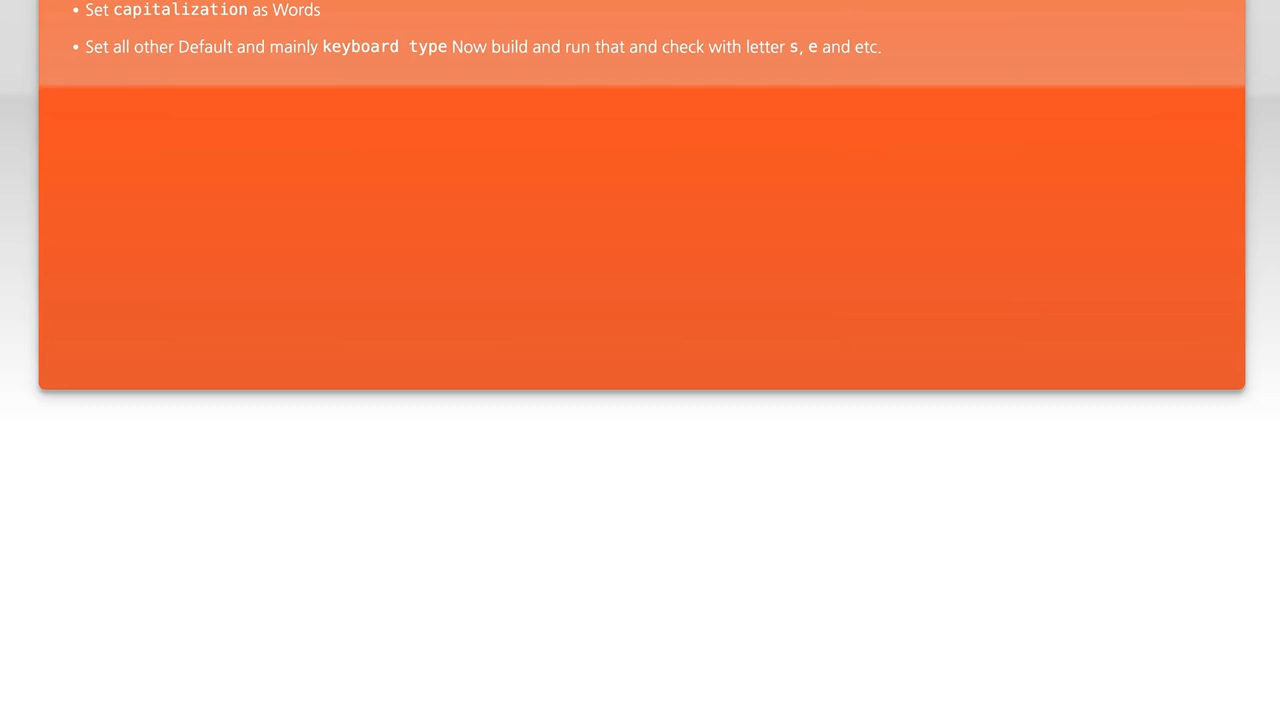 • Set capitalization as Words
• Set all other Default and mainly keyboard type Now build and run that and check with letter s, e and etc.